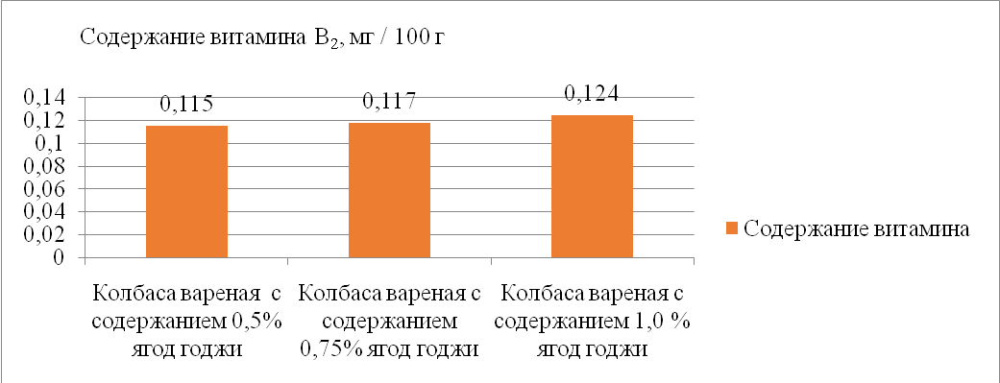 Содержание витамина B2, мг / 100 г
0,14
0,12
0,1
0,08
0,06
0,04
0,02
0
0,115
0,117
0,124
Колбаса вареная с
содержанием 0,5%
ягод годжи
Колбаса вареная с
содержанием
0,75% ягод годжи
Колбаса вареная с
содержанием 1,0 %
ягод годжи
Содержание витамина